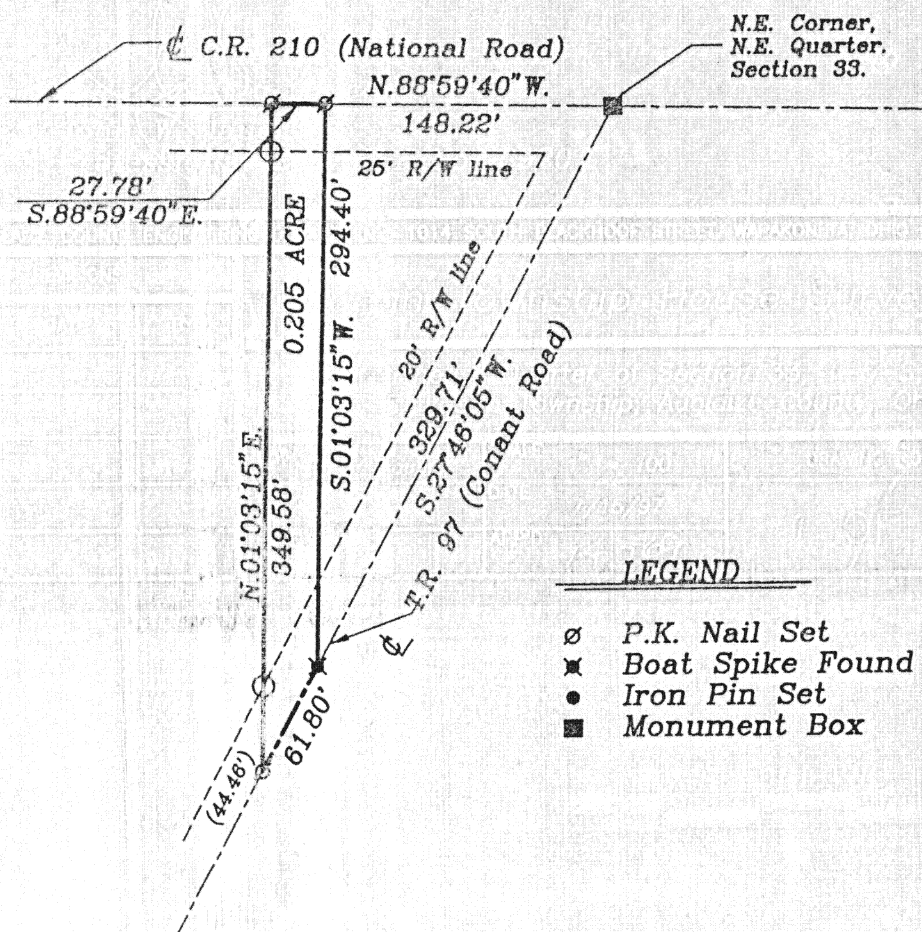 N.E. Corner,
N.E. Quarter.
Section 33.
℄ C.R. 210 (National Road)
N.88°59'40"W.
148.22'
25' R/W line
27.78'
S.88°59'40"E.
0.205 ACRE
294.40'
S.01°03'15"W.
N.01°03'15"E.
349.58'
20' R/W line
329.71'
S.27°46'05"W.
℄ T.R. 97 (Conant Road)
61.80'
(44.46')
LEGEND
P.K. Nail Set
Boat Spike Found
Iron Pin Set
Monument Box